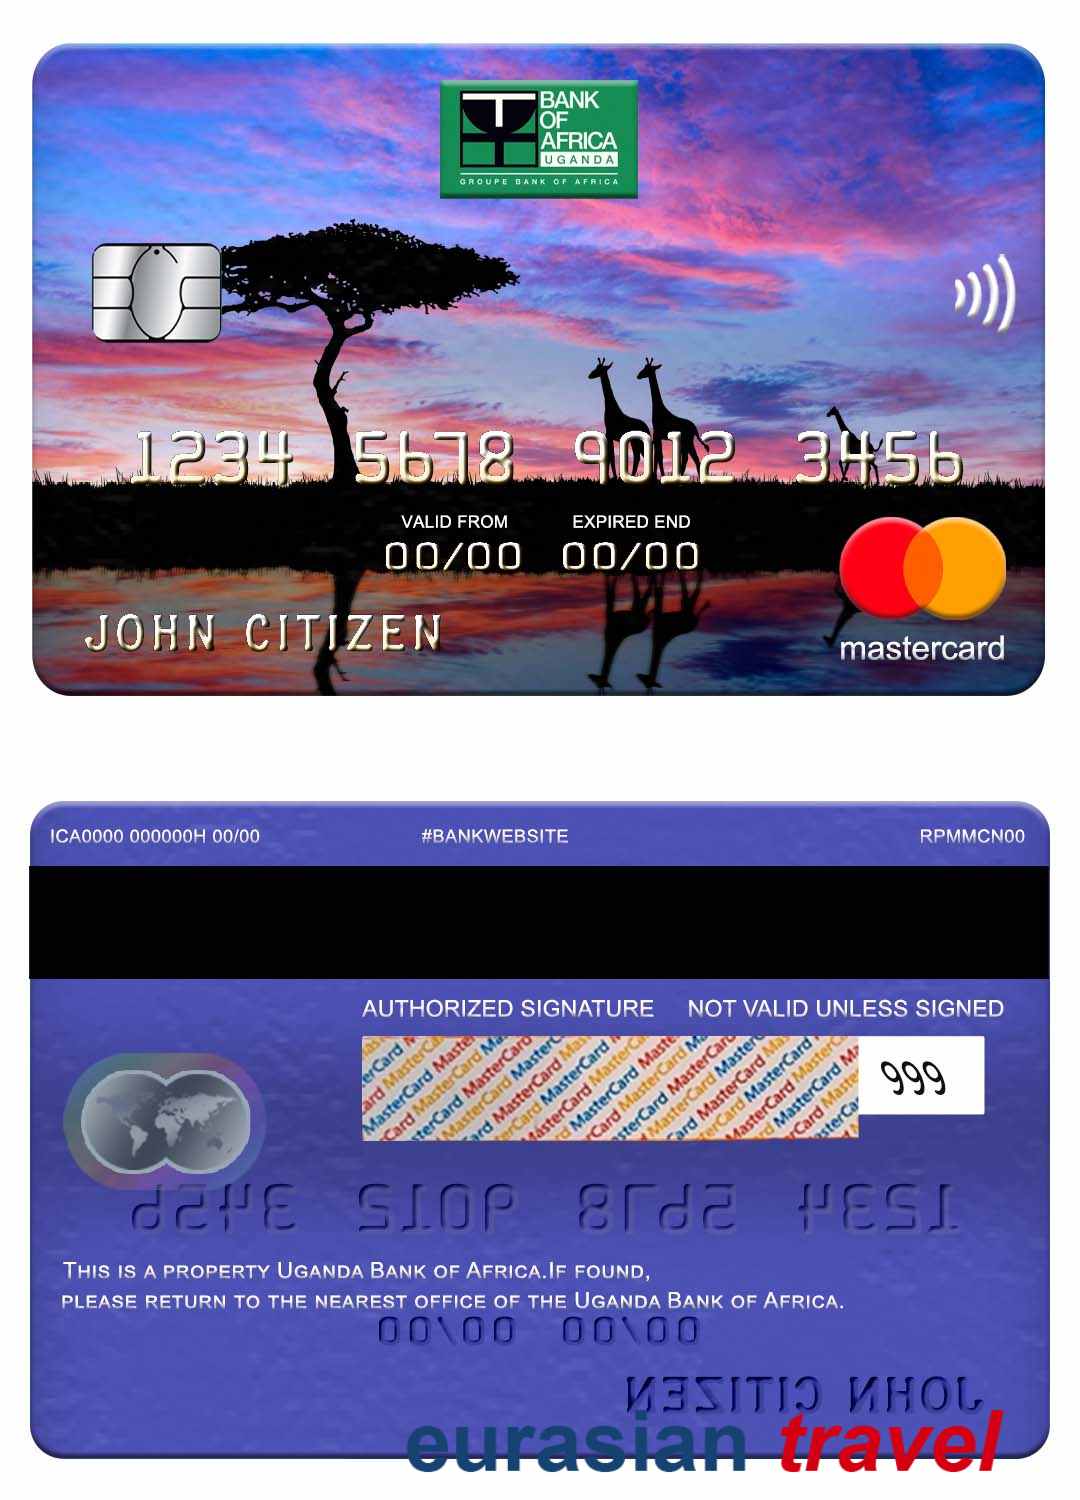 BANK
OF
AFRICA
UGANDA
GROUPE BANK OF AFRICA
1234 5678 9012 3456
VALID FROM EXPIRED END
00/00 00/00
JOHN CITIZEN
mastercard
ICA0000 000000H 00/00 #BANKWEBSITE RPMMCN00
AUTHORIZED SIGNATURE NOT VALID UNLESS SIGNED
MasterCard MasterCard MasterCard MasterCard MasterCard
999
1234 5678 9012 3456
THIS IS A PROPERTY UGANDA BANK OF AFRICA.IF FOUND,
PLEASE RETURN TO THE NEAREST OFFICE OF THE UGANDA BANK OF AFRICA.
00/00 00/00
JOHN CITIZEN
eurasian travel